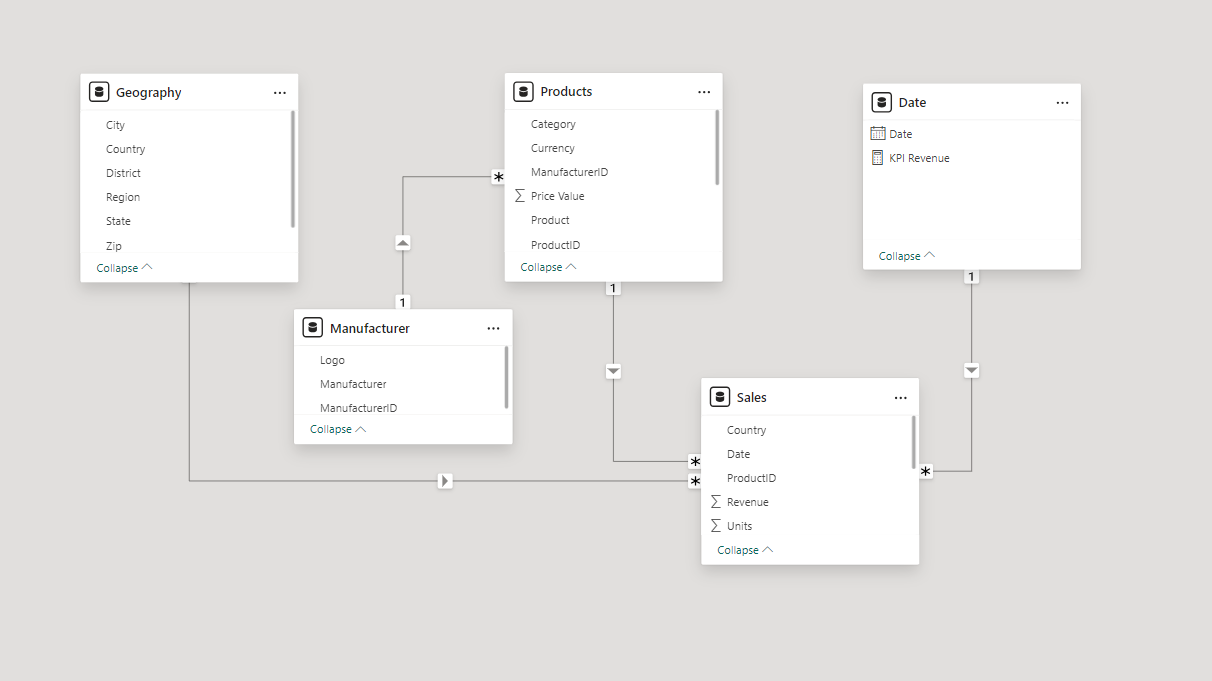 Geography
City
Country
District
Region
State
Zip
Collapse
Products
Category
Currency
ManufacturerID
Price Value
Product
ProductID
Collapse
Date
Date
KPI Revenue
Collapse
Manufacturer
Logo
Manufacturer
ManufacturerID
Collapse
Sales
Country
Date
ProductID
∑ Revenue
∑ Units
Collapse
*
1
1
*
*
1
*